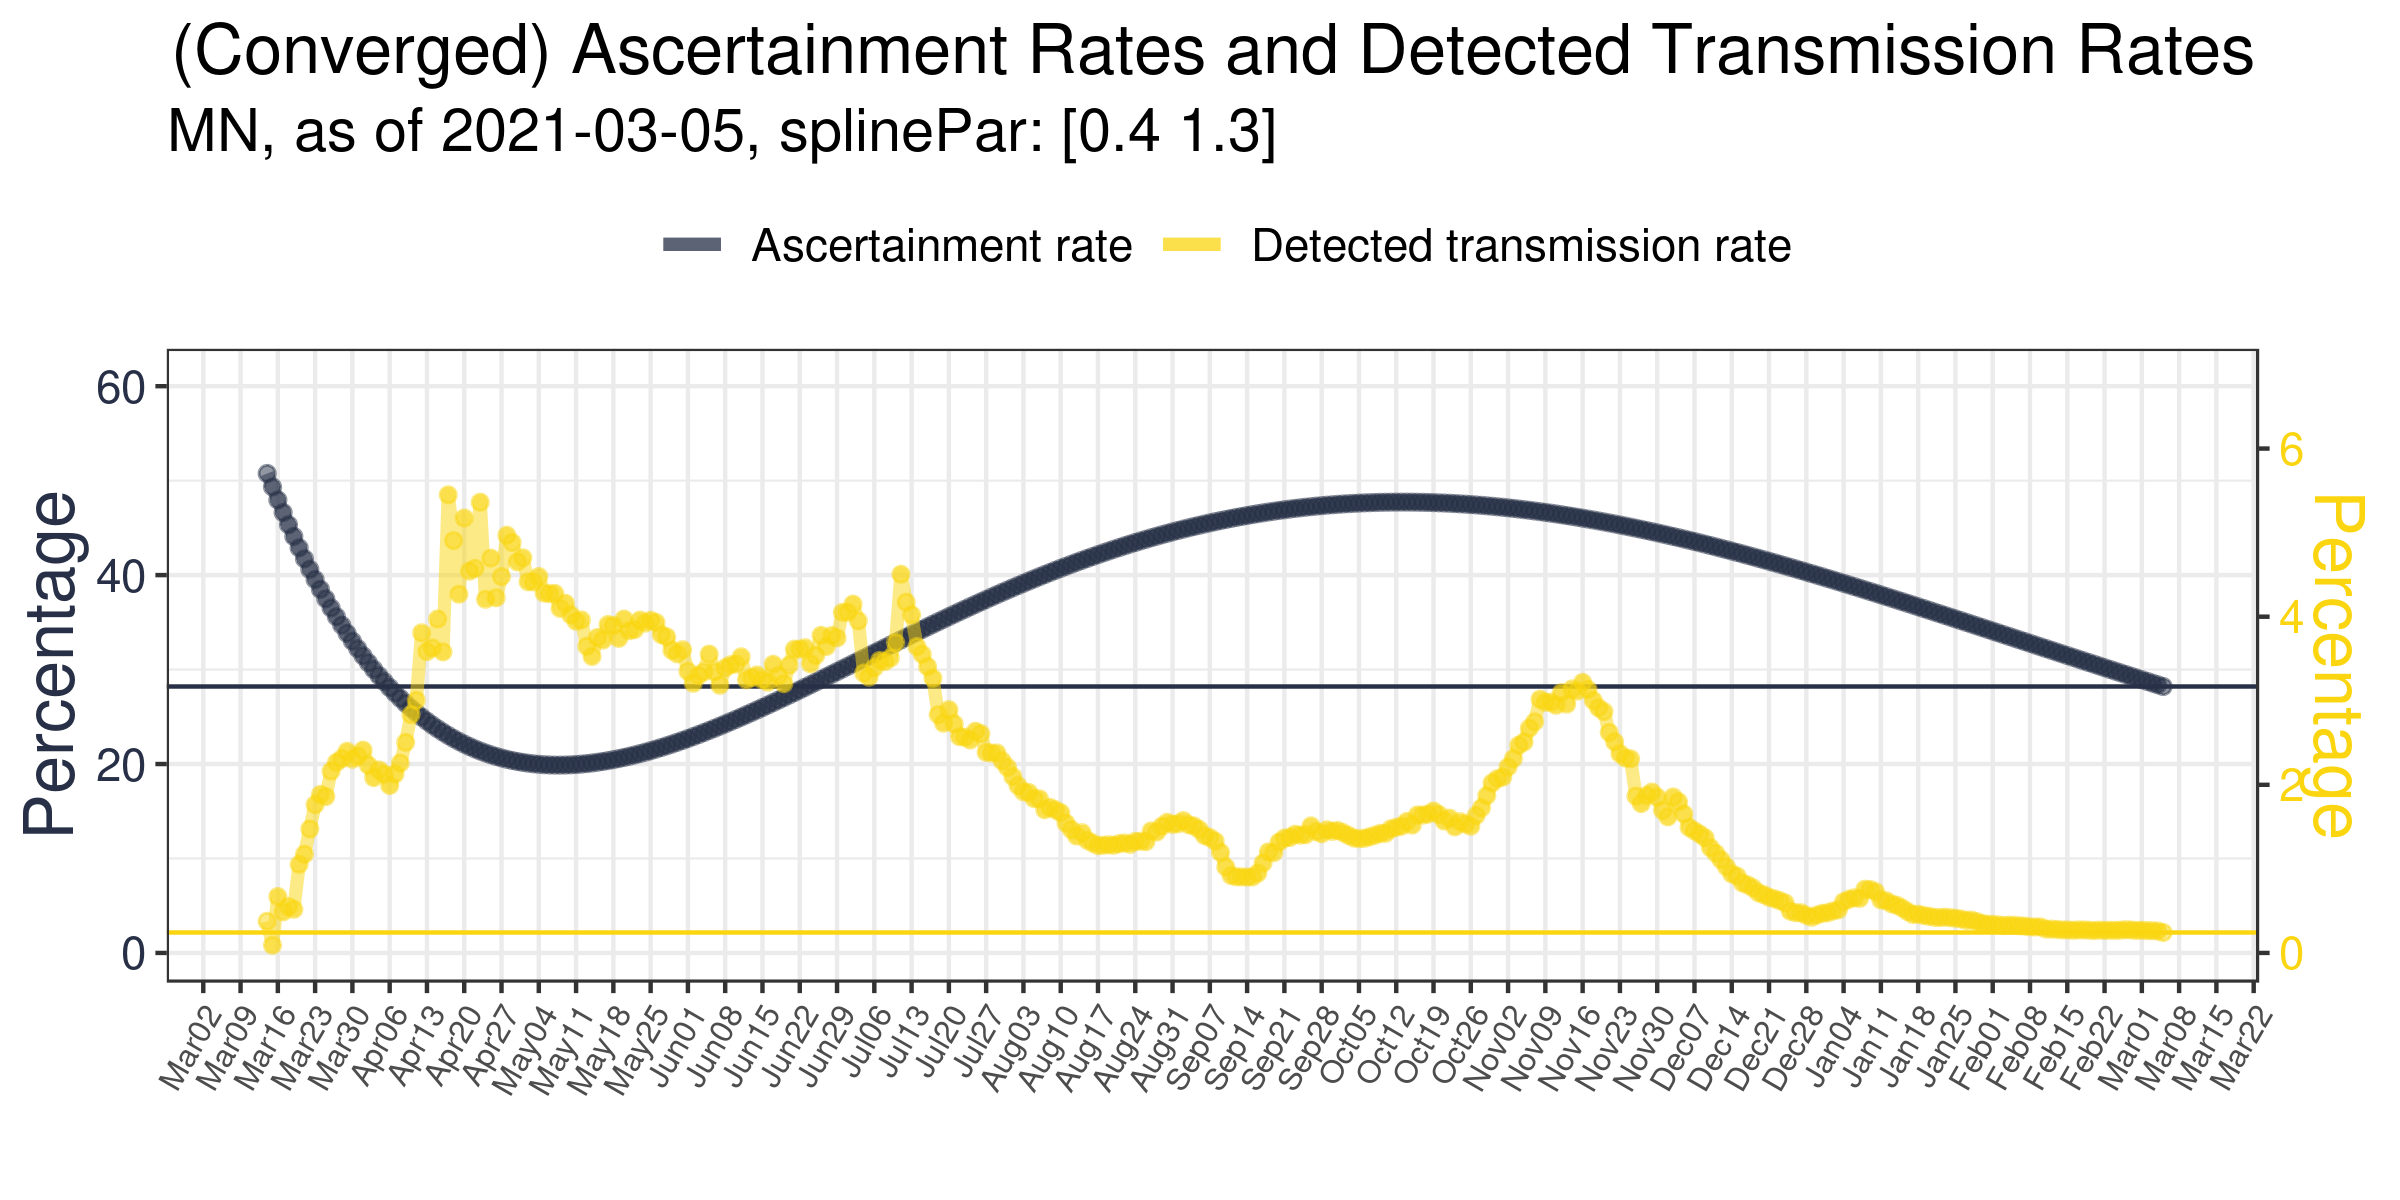 (Converged) Ascertainment Rates and Detected Transmission Rates
MN, as of 2021-03-05, splinePar: [0.4 1.3]
Ascertainment rate Detected transmission rate
Percentage
60
40
20
0
6
4
2
0
Percentage
Mar02 Mar09 Mar16 Mar23 Mar30 Apr06 Apr13 Apr20 Apr27 May04 May11 May18 May25 Jun01 Jun08 Jun15 Jun22 Jun29 Jul06 Jul13 Jul20 Jul27 Aug03 Aug10 Aug17 Aug24 Aug31 Sep07 Sep14 Sep21 Sep28 Oct05 Oct12 Oct19 Oct26 Nov02 Nov09 Nov16 Nov23 Nov30 Dec07 Dec14 Dec21 Dec28 Jan04 Jan11 Jan18 Jan25 Feb01 Feb08 Feb15 Feb22 Mar01 Mar08 Mar15 Mar22